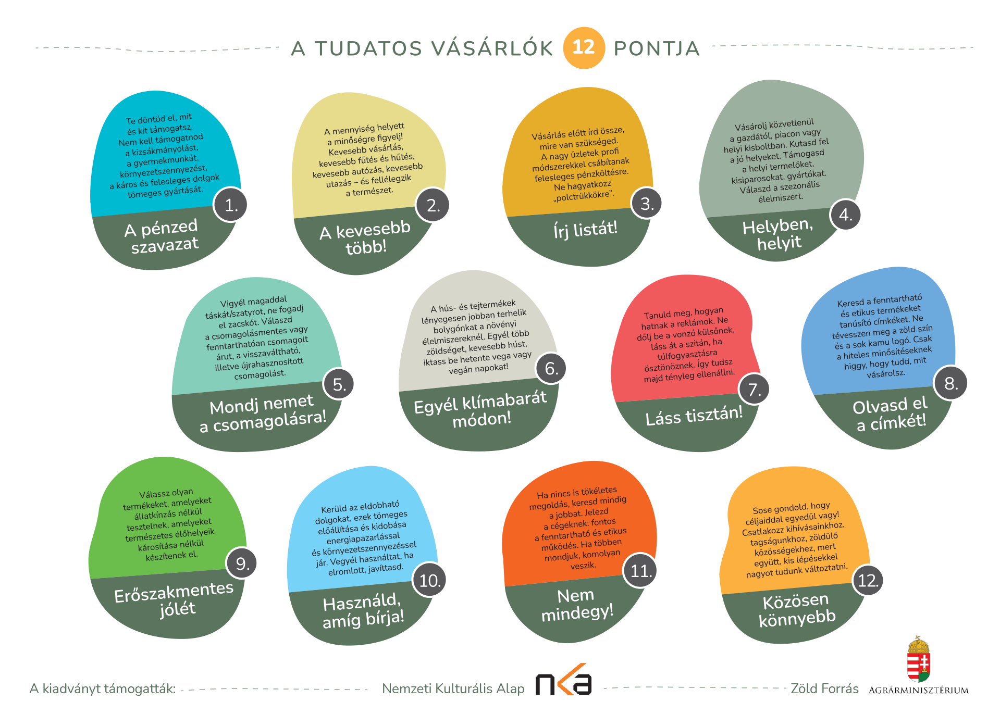 A TUDATOS VÁSÁRLÓK 12 PONTJA
Te döntöd el, mit
és kit támogatsz.
Nem kell támogatnod
a kizsákmányolást,
a gyermekmunkát,
környezetszennyezést,
a káros és felesleges dolgok
tömeges gyártását.
1.
A pénzed
szavazat
A mennyiség helyett
a minőségre figyelj!
Kevesebb vásárlás,
kevesebb fűtés és hűtés,
kevesebb autózás, kevesebb
utazás – és fellélegzik
a természet.
2.
A kevesebb
több!
Vásárlás előtt írd össze,
mire van szükséged.
A nagy üzletek profi
módszerekkel csábítanak
felesleges pénzköltésre.
Ne hagyatkozz
„polctrükkökre”.
3.
Írj listát!
Vásárolj közvetlenül
a gazdától, piacon vagy
helyi kisboltban. Kutasd fel
a jó helyeket. Támogasd
a helyi termelőket,
kisiparosokat, gyártókat.
Válaszd a szezonális
élelmiszert.
4.
Helyben,
helyit
Vigyél magaddal
táskát/szatyrot, ne fogadj
el zacskót. Válaszd
a csomagolásmentes vagy
fenntarthatóan csomagolt
árut, a visszaváltható,
illetve újrahasznosított
csomagolást.
5.
Mondj nemet
a csomagolásra!
A hús- és tejtermékek
lényegesen jobban terhelik
bolygónkat a növényi
élelmiszereknél. Egyél több
zöldséget, kevesebb húst,
iktass be hetente vega vagy
vegán napokat!
6.
Egyél klímabarát
módon!
Tanuld meg, hogyan
hatnak a reklámok. Ne
dőlj be a vonzó külsőnek,
láss át a szitán, ha
túlfogyasztásra
ösztönöznek. Így tudsz
majd tényleg ellenállni.
7.
Láss tisztán!
Keresd a fenntartható
és etikus termékeket
tanúsító címkéket. Ne
tévesszen meg a zöld szín
és a sok kamu logó. Csak
a hiteles minősítéseknek
higgy, hogy tudd, mit
vásárolsz.
8.
Olvasd el
a címkét!
Válassz olyan
termékeket, amelyeket
állatkínzás nélkül
tesztelnek, amelyeket
természetes élőhelyeik
károsítása nélkül
készítenek el.
9.
Erőszakmentes
jólét
Kerüld az eldobható
dolgokat, ezek tömeges
előállítása és kidobása
energiapazarlással
és környezetszennyezéssel
jár. Vegyél használtat, ha
elromlott, javíttasd.
10.
Használd,
amíg bírja!
Ha nincs is tökéletes
megoldás, keresd mindig
a jobbat. Jelezd
a cégeknek: fontos
a fenntartható és etikus
működés. Ha többen
mondjuk, komolyan
veszik.
11.
Nem
mindegy!
Sose gondold, hogy
céljaiddal egyedül vagy!
Csatlakozz kihívásainkhoz,
tagságunkhoz, zöldülő
közösségekhez, mert
együtt, kis lépésekkel
nagyot tudunk változtatni.
12.
Közösen
könnyebb
A kiadványt támogatták: Nemzeti Kulturális Alap nka Zöld Forrás AGRÁRMINISZTÉRIUM